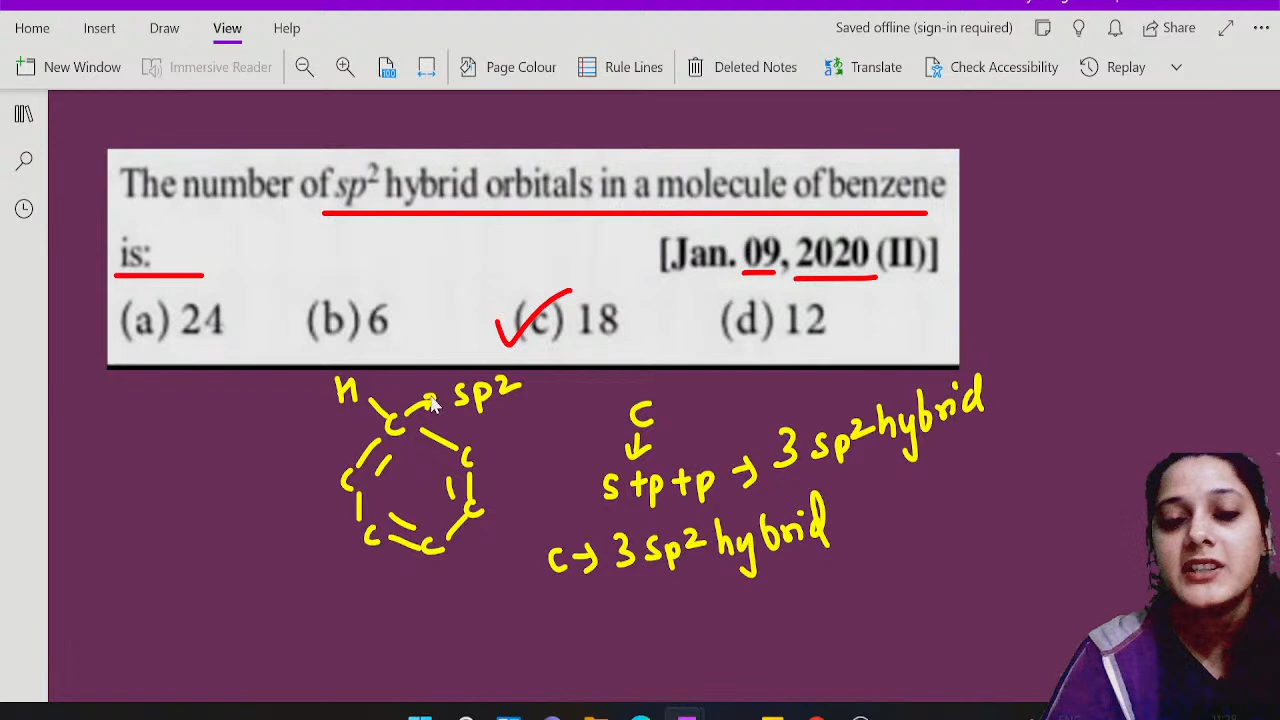 Saved offline (sign-in required)
Share
Home Insert Draw View Help
New Window Immersive Reader 100 Page Colour Rule Lines Deleted Notes Translate Check Accessibility Replay
The number of sp² hybrid orbitals in a molecule of benzene
is: [Jan. 09, 2020 (II)]
(a) 24 (b) 6 (c) 18 (d) 12
H sp2
C
C
C
C
C
C
C
s+p+p → 3 sp2 hybrid
C → 3 sp2 hybrid